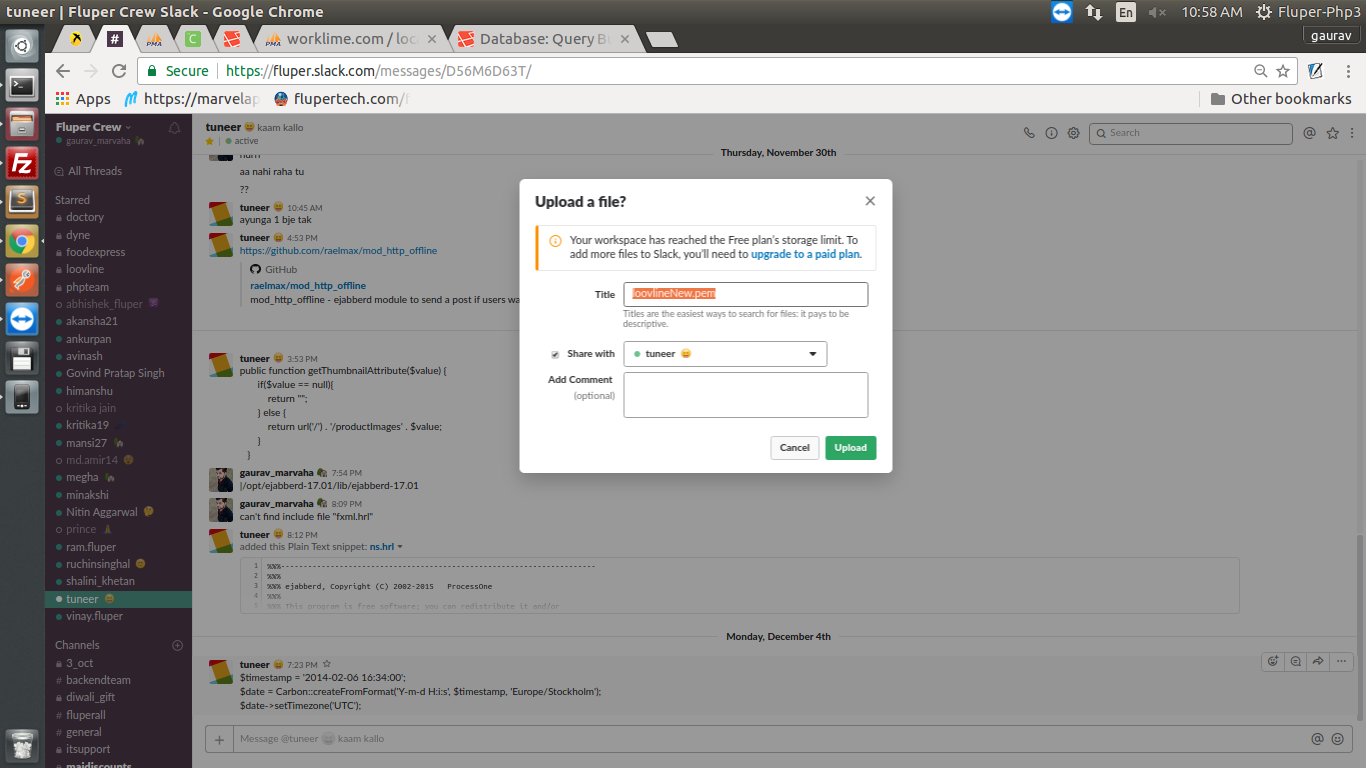 tuneer | Fluper Crew Slack - Google Chrome
En
10:58 AM
Fluper-Php3
gaurav
worklime.com / loc
Database: Query Bu
Secure
https://fluper.slack.com/messages/D56M6D63T/
Apps
https://marvelap
flupertech.com/f
Other bookmarks
Fluper Crew
gaurav_marvaha
All Threads
Starred
doctory
dyne
foodexpress
loovline
phpteam
abhishek_fluper
akansha21
ankurpan
avinash
Govind Pratap Singh
himanshu
kritika jain
kritika19
mansi27
md.amir14
megha
minakshi
Nitin Aggarwal
prince
ram.fluper
ruchinsinghal
shalini_khetan
tuneer
vinay.fluper
Channels
3_oct
# backendteam
diwali_gift
# fluperall
# general
itsupport
maidiscounts
tuneer kaam kallo
active
Search
Thursday, November 30th
aa nahi raha tu
??
tuneer 10:45 AM
ayunga 1 bje tak
tuneer 4:53 PM
https://github.com/raelmax/mod_http_offline
GitHub
raelmax/mod_http_offline
mod_http_offline - ejabberd module to send a post if users wa
tuneer 3:53 PM
public function getThumbnailAttribute($value) {
if($value == null){
return "";
} else {
return url('/') . '/productImages' . $value;
}
}
gaurav_marvaha 7:54 PM
|/opt/ejabberd-17.01/lib/ejabberd-17.01
gaurav_marvaha 8:09 PM
can't find include file "fxml.hrl"
tuneer 8:12 PM
added this Plain Text snippet: ns.hrl
1 %%%----------------------------------------------------------------------
2 %%%
3 %%% ejabberd, Copyright (C) 2002-2015 ProcessOne
4 %%%
5 %%% This program is free software; you can redistribute it and/or
Monday, December 4th
tuneer 7:23 PM
$timestamp = '2014-02-06 16:34:00';
$date = Carbon::createFromFormat('Y-m-d H:i:s', $timestamp, 'Europe/Stockholm');
$date->setTimezone('UTC');
Message @tuneer kaam kallo
Upload a file?
Your workspace has reached the Free plan's storage limit. To
add more files to Slack, you'll need to upgrade to a paid plan.
Title
loovlineNew.pem
Titles are the easiest ways to search for files: it pays to be
descriptive.
Share with
tuneer
Add Comment
(optional)
Cancel
Upload